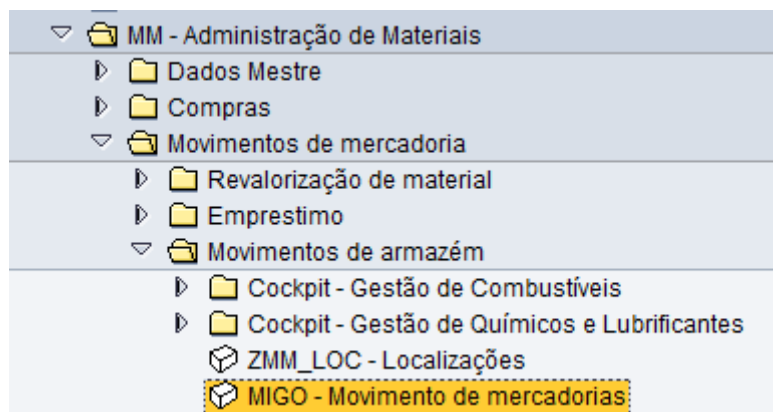 MM - Administração de Materiais
Dados Mestre
Compras
Movimentos de mercadoria
Revalorização de material
Emprestimo
Movimentos de armazém
Cockpit - Gestão de Combustíveis
Cockpit - Gestão de Químicos e Lubrificantes
ZMM_LOC - Localizações
MIGO - Movimento de mercadorias